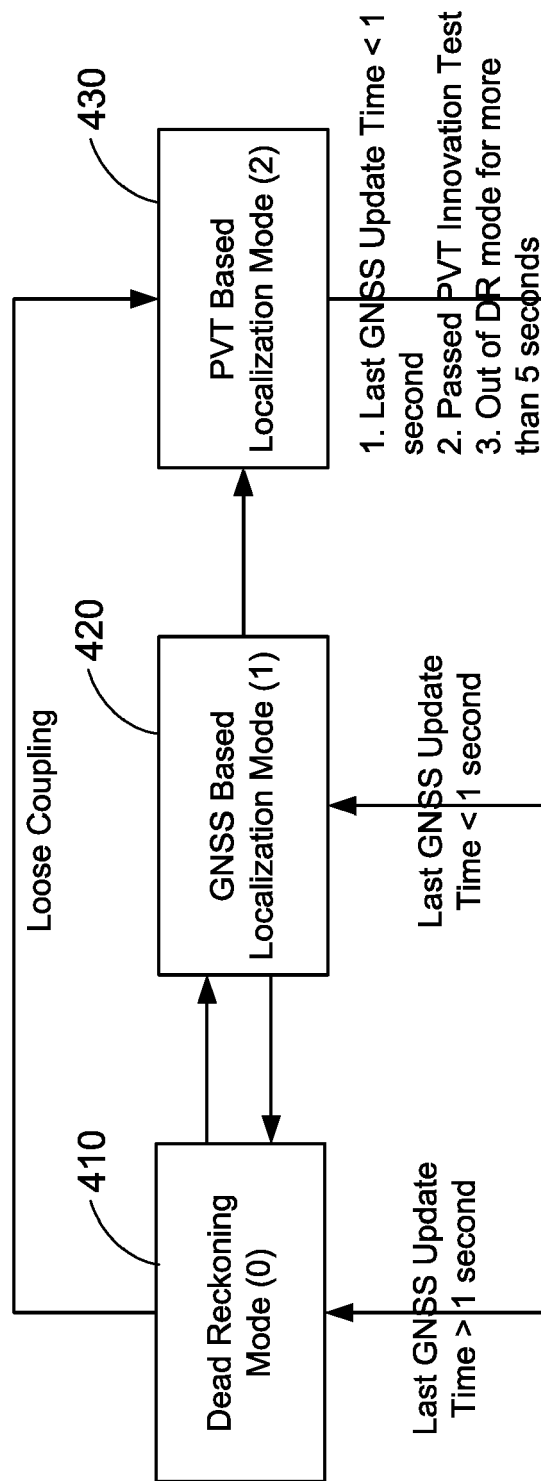 Loose Coupling
410
Dead Reckoning
Mode (0)
420
GNSS Based
Localization Mode (1)
430
PVT Based
Localization Mode (2)
Last GNSS Update
Time > 1 second
Last GNSS Update
Time < 1 second
1. Last GNSS Update Time < 1
second
2. Passed PVT Innovation Test
3. Out of DR mode for more
than 5 seconds